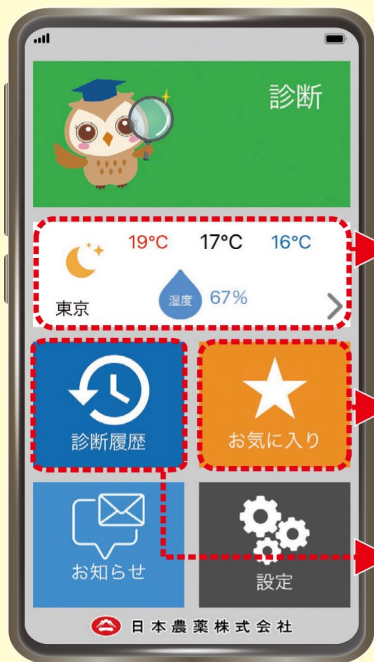 診断
19℃ 17℃ 16℃
東京
湿度 67%
診断履歴
お気に入り
お知らせ
設定
日本農薬株式会社